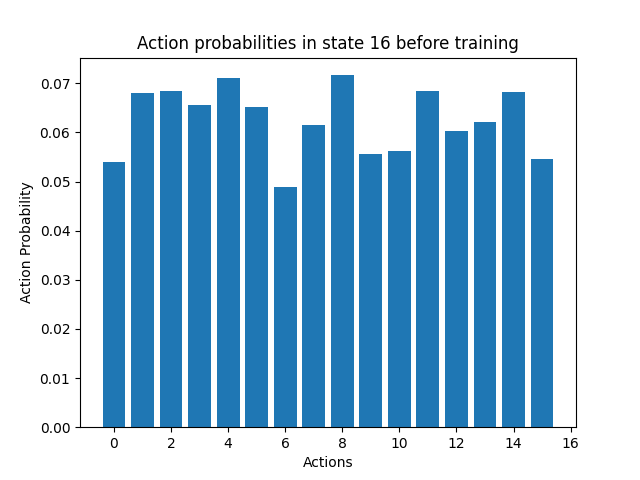 Action probabilities in state 16 before training
0.07
0.06
0.05
0.04
0.03
0.02
0.01
0.00
Action Probability
0 2 4 6 8 10 12 14 16
Actions